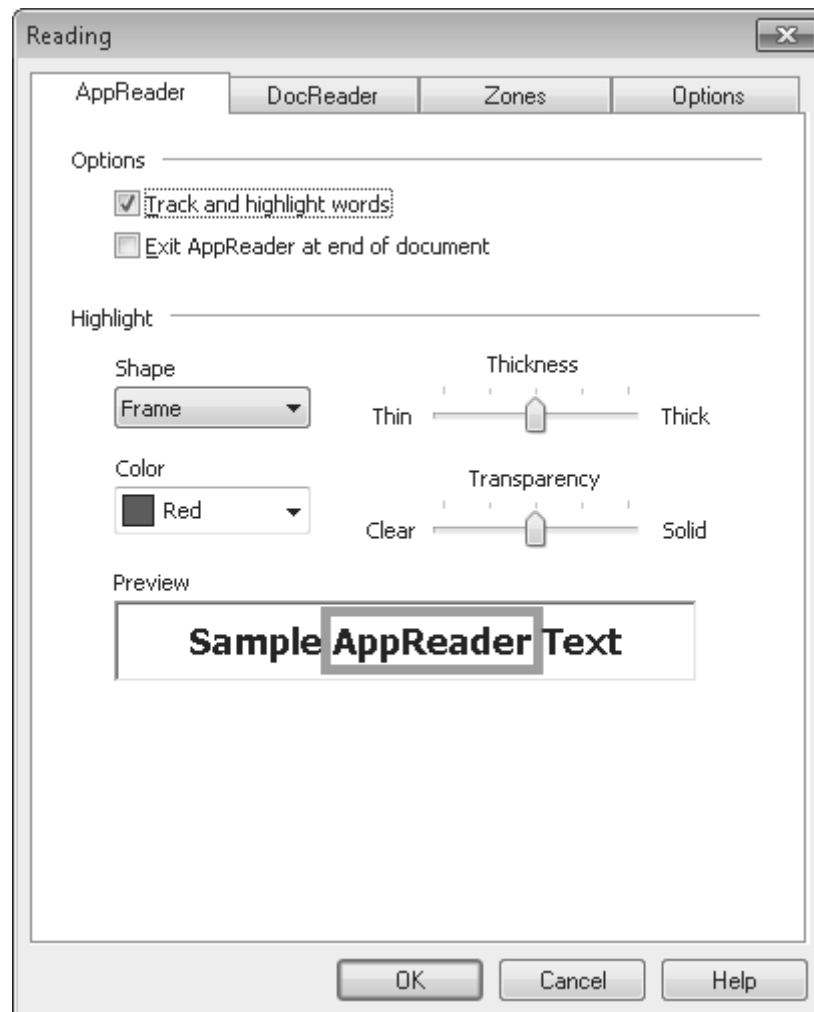 Reading
AppReader DocReader Zones Options
Options
Track and highlight words
Exit AppReader at end of document
Highlight
Shape Thickness
Frame Thin Thick
Color Transparency
Red Clear Solid
Preview
Sample AppReader Text
OK Cancel Help